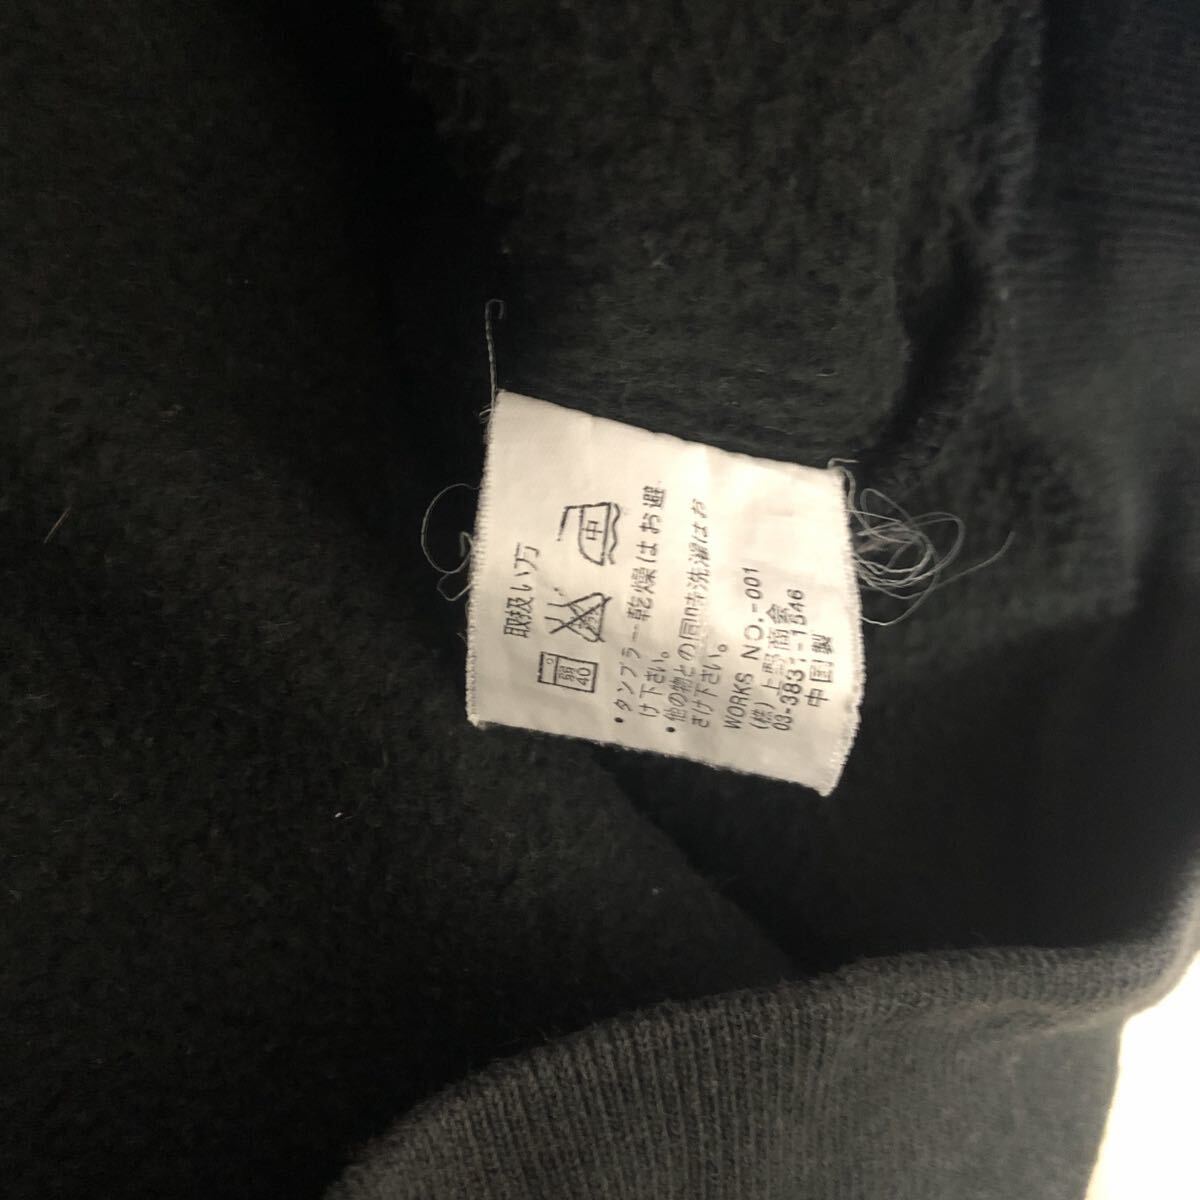 取扱い方
中
弱
40
・タンブラー乾燥はお避
け下さい。
・他の物との同時洗濯はお
さけ下さい。
WORKS NO.-001
(株)上野商会
03-3831-1546
中国製